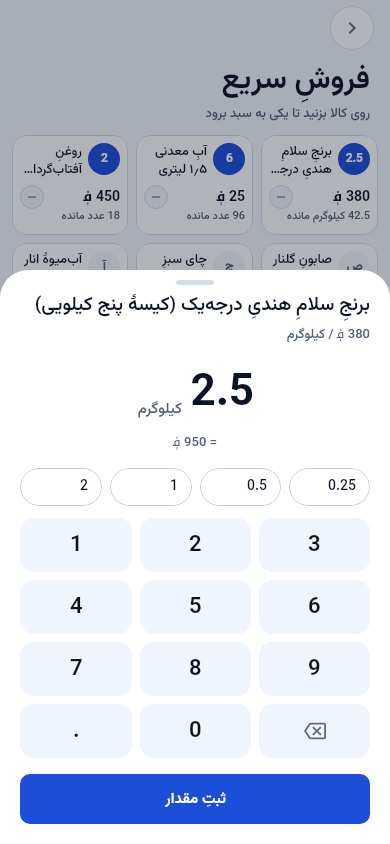 فروشِ سریع
روی کالا بزنید تا یکی به سبد برود
2.5
برنجِ سلامِ
هندیِ درج...
380 ؋
42.5 کیلوگرم مانده
6
آبِ معدنی
۱٫۵ لیتری
25 ؋
96 عدد مانده
2
روغنِ
آفتاب‌گردا...
450 ؋
18 عدد مانده
صابونِ گلنار
چای سبزِ
آب‌میوهٔ انار
برنجِ سلامِ هندیِ درجه‌یک (کیسهٔ پنج کیلویی)
380 ؋ / کیلوگرم
2.5 کیلوگرم
= 950 ؋
0.25
0.5
1
2
1 2 3
4 5 6
7 8 9
. 0
ثبتِ مقدار